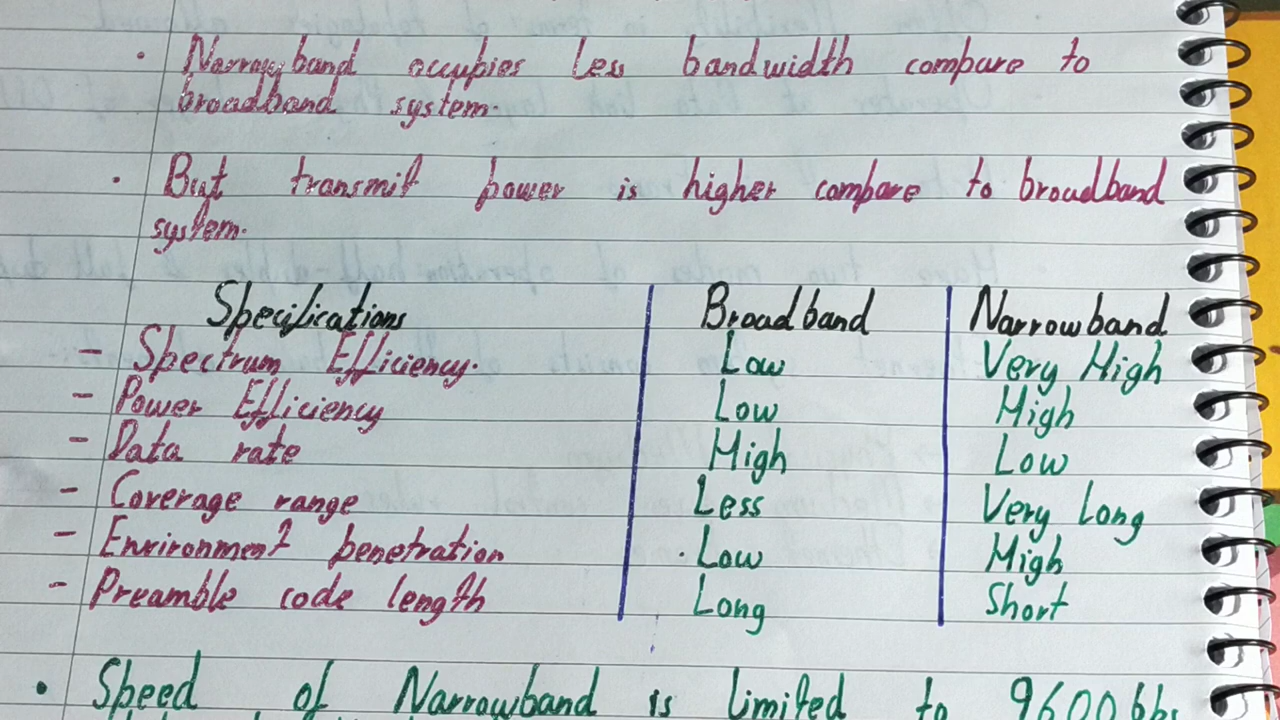 · Narrowband occupies less bandwidth compare to
broadband system.
· But transmit power is higher compare to broadband
system.
Specifications Broadband Narrowband
- Spectrum Efficiency. Low Very High
- Power Efficiency Low High
- Data rate High Low
- Coverage range Less Very Long
- Environment penetration Low High
- Preamble code length Long Short
• Speed of Narrowband is limited to 9600 bps